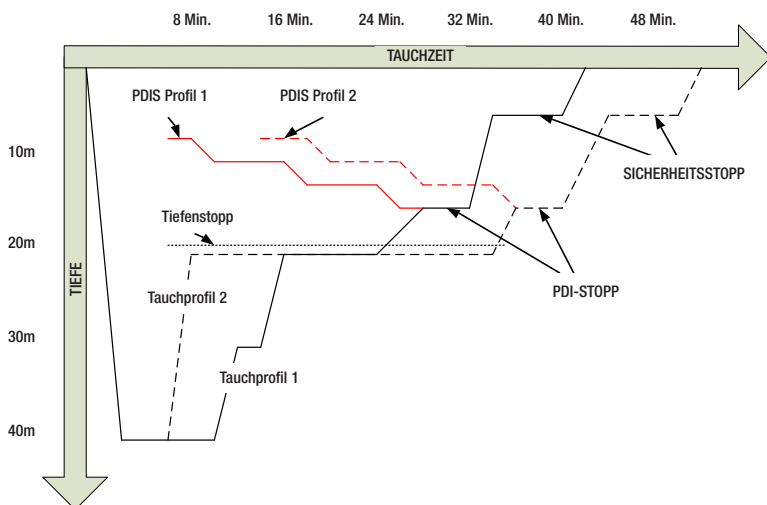 8 Min.
16 Min.
24 Min.
32 Min.
40 Min.
48 Min.
TAUCHZEIT
PDIS Profil 1
PDIS Profil 2
10m
SICHERHEITSSTOPP
Tiefenstopp
20m
TIEFE
Tauchprofil 2
PDI-STOPP
30m
Tauchprofil 1
40m